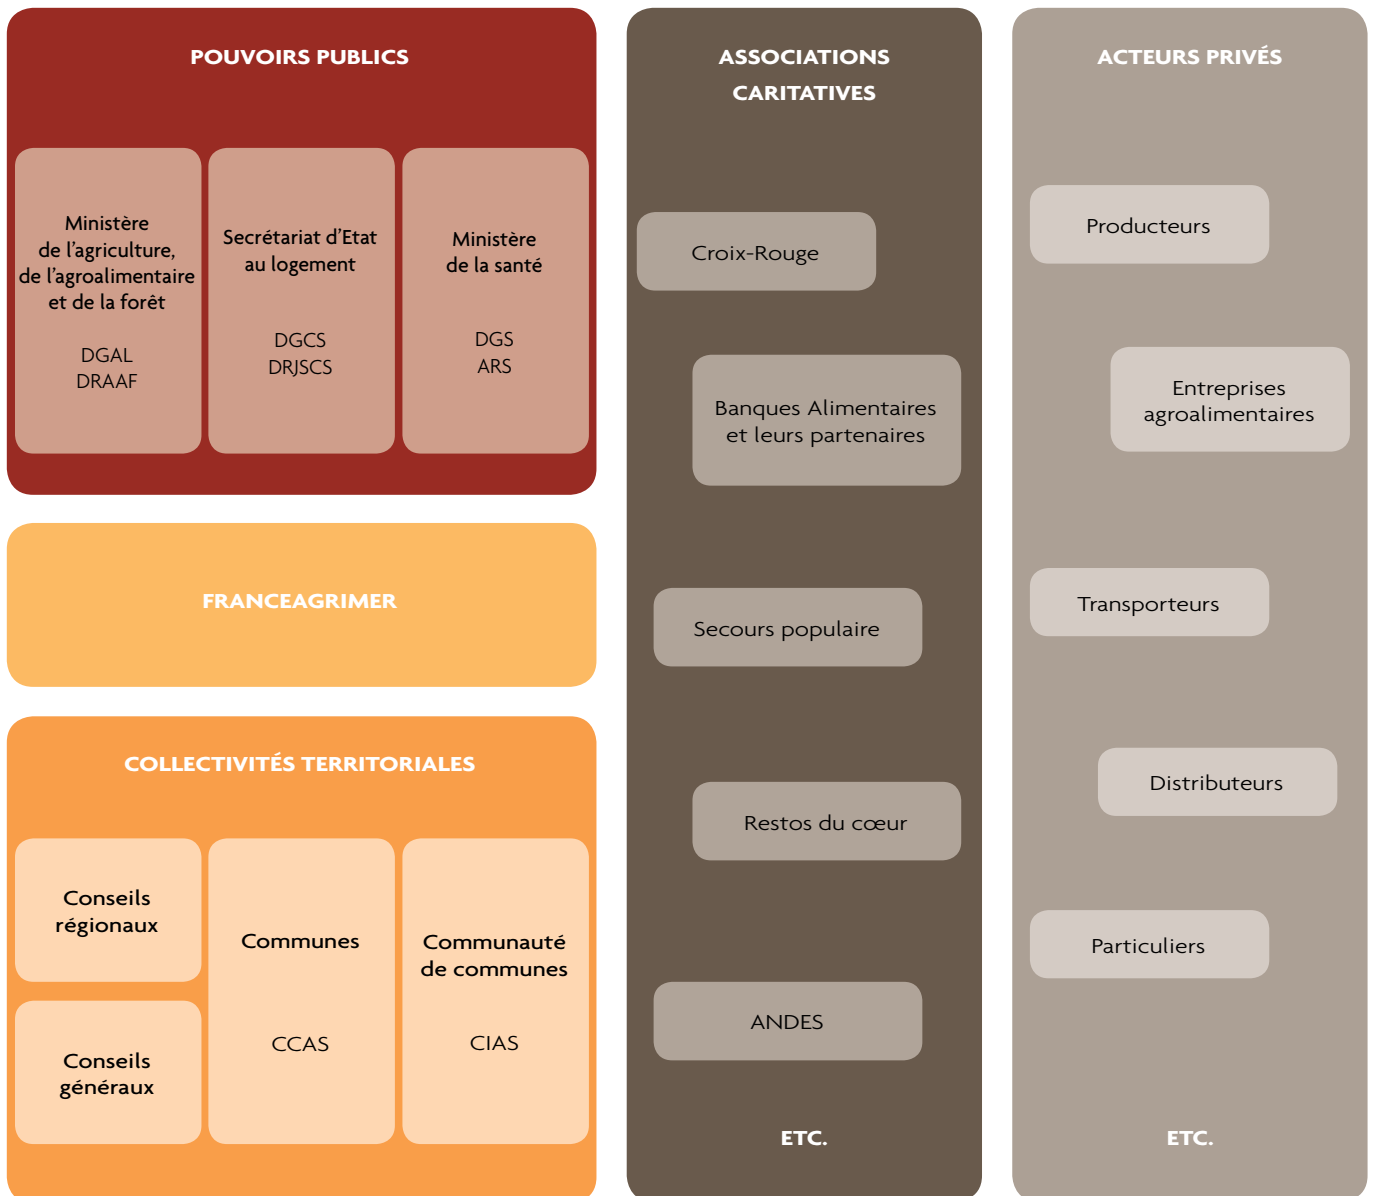 POUVOIRS PUBLICS
Ministère
de l’agriculture,
de l’agroalimentaire
et de la forêt
DGAL
DRAAF
Secrétariat d’Etat
au logement
DGCS
DRJSCS
Ministère
de la santé
DGS
ARS
FRANCEAGRIMER
COLLECTIVITÉS TERRITORIALES
Conseils
régionaux
Conseils
généraux
Communes
CCAS
Communauté
de communes
CIAS
ASSOCIATIONS
CARITATIVES
Croix-Rouge
Banques Alimentaires
et leurs partenaires
Secours populaire
Restos du cœur
ANDES
ETC.
ACTEURS PRIVÉS
Producteurs
Entreprises
agroalimentaires
Transporteurs
Distributeurs
Particuliers
ETC.